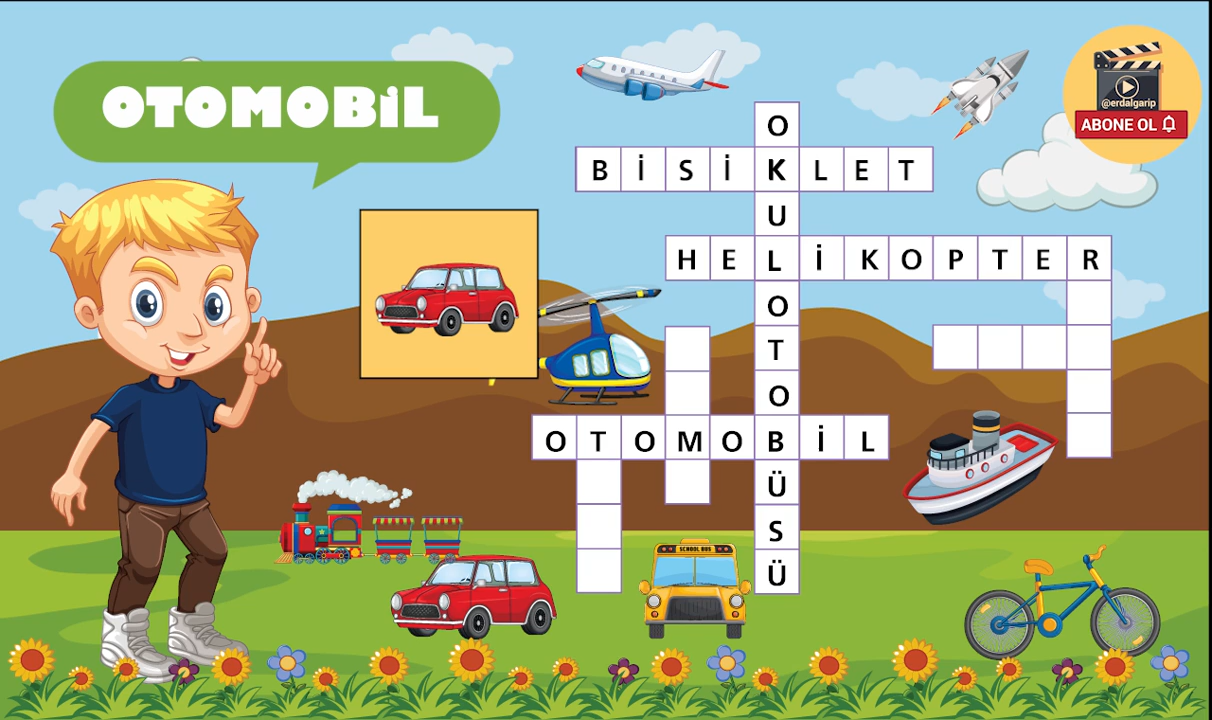 OTOMOBİL
@erdalgarip
ABONE OL
BİSİKLET
OKUL OTOBÜSÜ
HELİKOPTER
OTOMOBİL
SCHOOL BUS